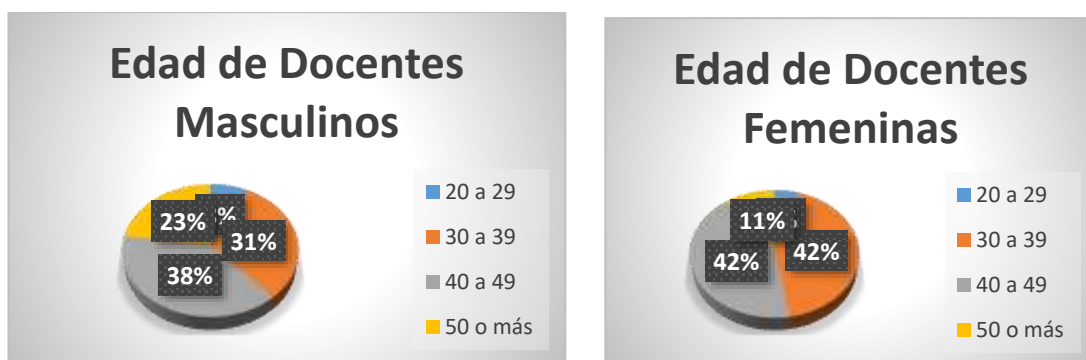 Edad de Docentes
Masculinos
23%
31%
38%
20 a 29
30 a 39
40 a 49
50 o más
Edad de Docentes
Femeninas
11%
42%
42%
20 a 29
30 a 39
40 a 49
50 o más